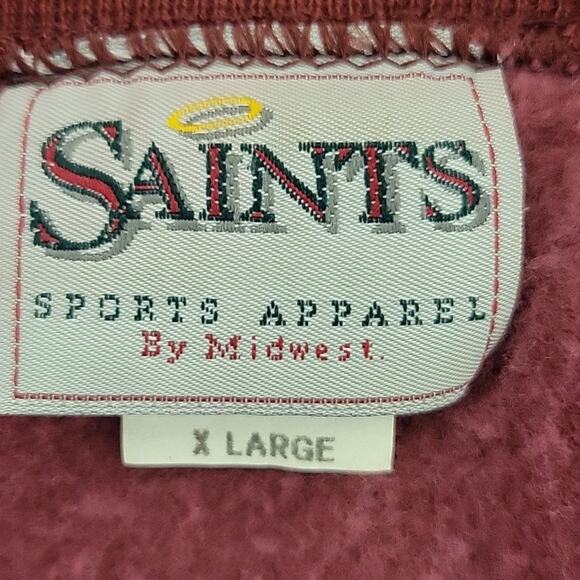 SAINTS
SPORTS APPAREL
By Midwest.
X LARGE